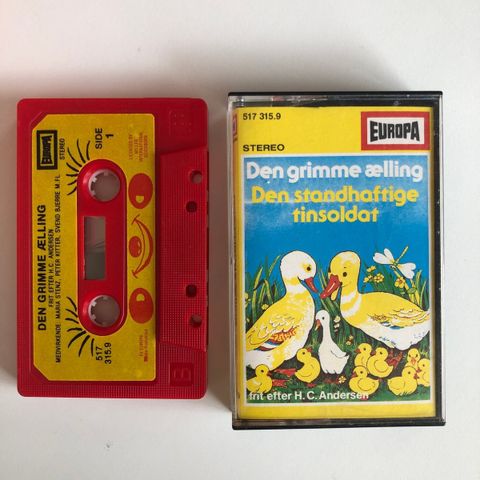 EUROPA
STEREO
DEN GRIMME ÆLLING
FRIT EFTER H.C. ANDERSEN
MEDVIRKENDE: MARIA STENZ, PETER KITTER, SVEND BJERRE M.FL.
SIDE
1
517
315.9
B
517 315.9
EUROPA
STEREO
Den grimme ælling
Den standhaftige
tinsoldat
frit efter H.C. Andersen